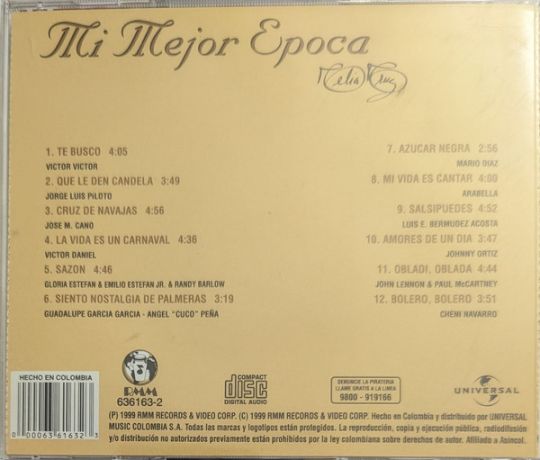 Mi Mejor Epoca
Celia Cruz
1. TE BUSCO 4:05
VICTOR VICTOR
2. QUE LE DEN CANDELA 3:49
JORGE LUIS PILOTO
3. CRUZ DE NAVAJAS 4:56
JOSE M. CANO
4. LA VIDA ES UN CARNAVAL 4:36
VICTOR DANIEL
5. SAZON 4:46
GLORIA ESTEFAN & EMILIO ESTEFAN JR. & RANDY BARLOW
6. SIENTO NOSTALGIA DE PALMERAS 3:19
GUADALUPE GARCIA GARCIA - ANGEL "CUCO" PEÑA
7. AZUCAR NEGRA 2:56
MARIO DIAZ
8. MI VIDA ES CANTAR 4:00
ARABELLA
9. SALSIPUEDES 4:52
LUIS E. BERMUDEZ ACOSTA
10. AMORES DE UN DIA 3:47
JOHNNY ORTIZ
11. OBLADI, OBLADA 4:44
JOHN LENNON & PAUL McCARTNEY
12. BOLERO, BOLERO 3:51
CHENI NAVARRO
HECHO EN COLOMBIA
0 00063 61632 3
RMM
636163-2
COMPACT
disc
DIGITAL AUDIO
DENUNCIE LA PIRATERIA
LLAME GRATIS A LA LINEA
9800 - 919166
UNIVERSAL
(P) 1999 RMM RECORDS & VIDEO CORP. (C) 1999 RMM RECORDS & VIDEO CORP. Hecho en Colombia y distribuido por UNIVERSAL
MUSIC COLOMBIA S.A. Todas las marcas y logotipos están protegidos. La reproducción, copia y ejecución pública, radiodifusión
y/o distribución no autorizados previamente están prohibidos por la ley colombiana sobre derechos de autor. Afiliado a Asincol.